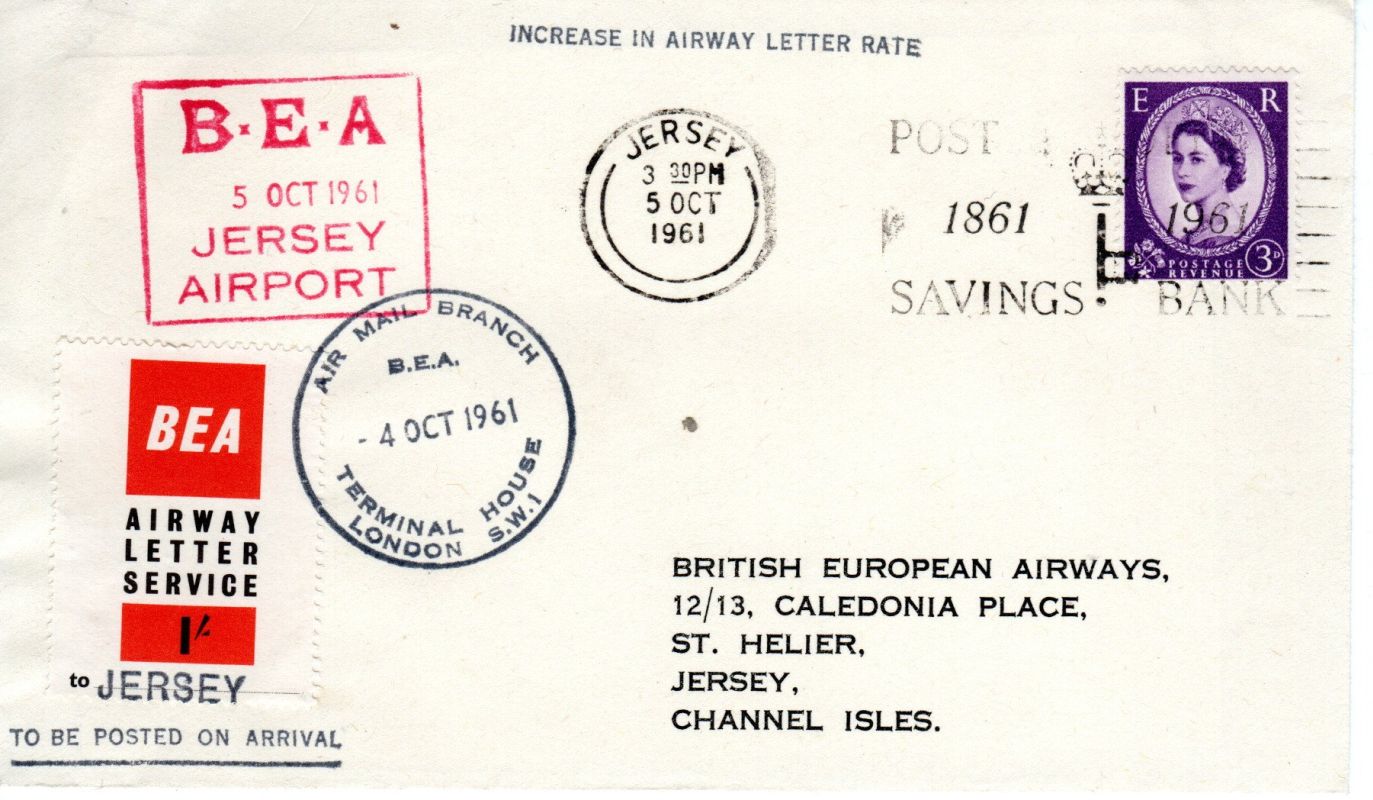 INCREASE IN AIRWAY LETTER RATE
B·E·A
5 OCT 1961
JERSEY
AIRPORT
JERSEY
3 30PM
5 OCT
1961
POST
1861 1961
SAVINGS BANK
E R
POSTAGE
REVENUE
3D
AIR MAIL BRANCH
B.E.A.
- 4 OCT 1961
TERMINAL HOUSE
LONDON S.W.1
BEA
AIRWAY
LETTER
SERVICE
1/-
to JERSEY
TO BE POSTED ON ARRIVAL
BRITISH EUROPEAN AIRWAYS,
12/13, CALEDONIA PLACE,
ST. HELIER,
JERSEY,
CHANNEL ISLES.